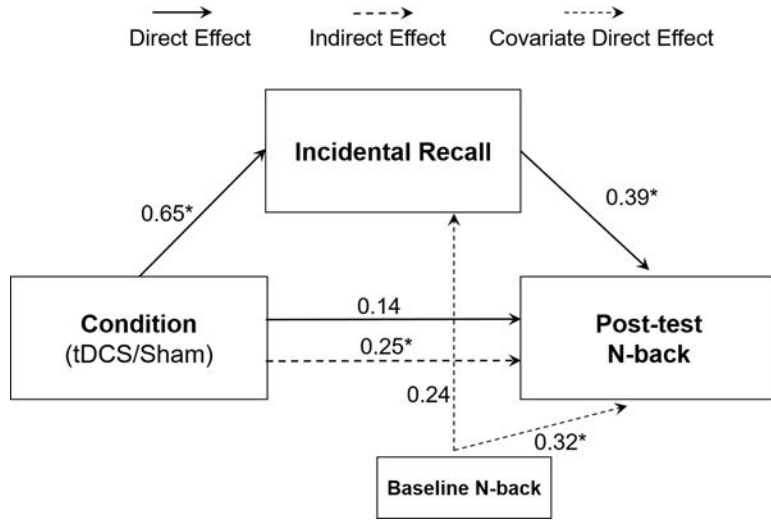 Direct Effect
Indirect Effect
Covariate Direct Effect
Incidental Recall
0.65*
0.39*
Condition
(tDCS/Sham)
0.14
0.25*
Post-test
N-back
0.24
0.32*
Baseline N-back